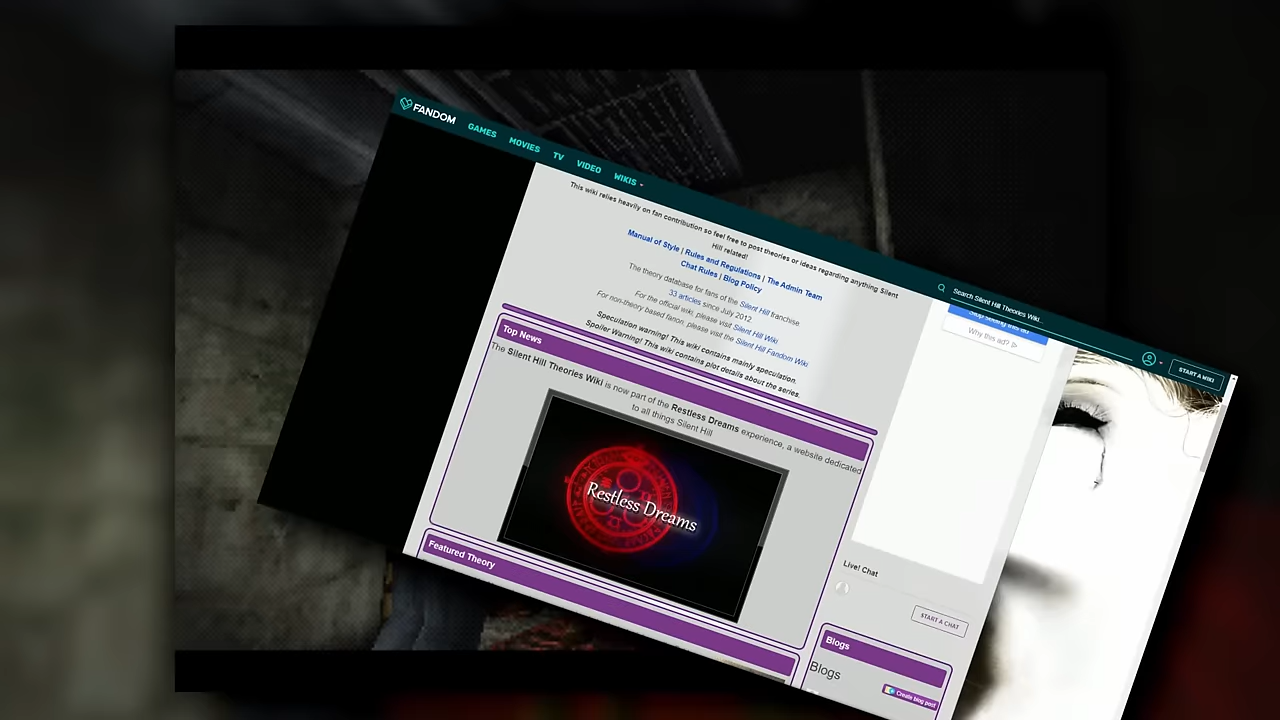 FANDOM
GAMES
MOVIES
TV
VIDEO
WIKIS
Search Silent Hill Theories Wiki...
START A WIKI
This wiki relies heavily on fan contribution so feel free to post theories or ideas regarding anything Silent
Hill related!
Manual of Style | Rules and Regulations | The Admin Team
Chat Rules | Blog Policy
The theory database for fans of the Silent Hill franchise.
33 articles since July 2012.
For the official wiki, please visit Silent Hill Wiki
For non-theory based fanon, please visit the Silent Hill Fandom Wiki
Speculation warning! This wiki contains mainly speculation.
Spoiler Warning! This wiki contains plot details about the series.
Stop seeing this ad
Why this ad?
Top News
The Silent Hill Theories Wiki is now part of the Restless Dreams experience, a website dedicated
to all things Silent Hill
Restless Dreams
Featured Theory
Live! Chat
START A CHAT
Blogs
Blogs
Create blog post